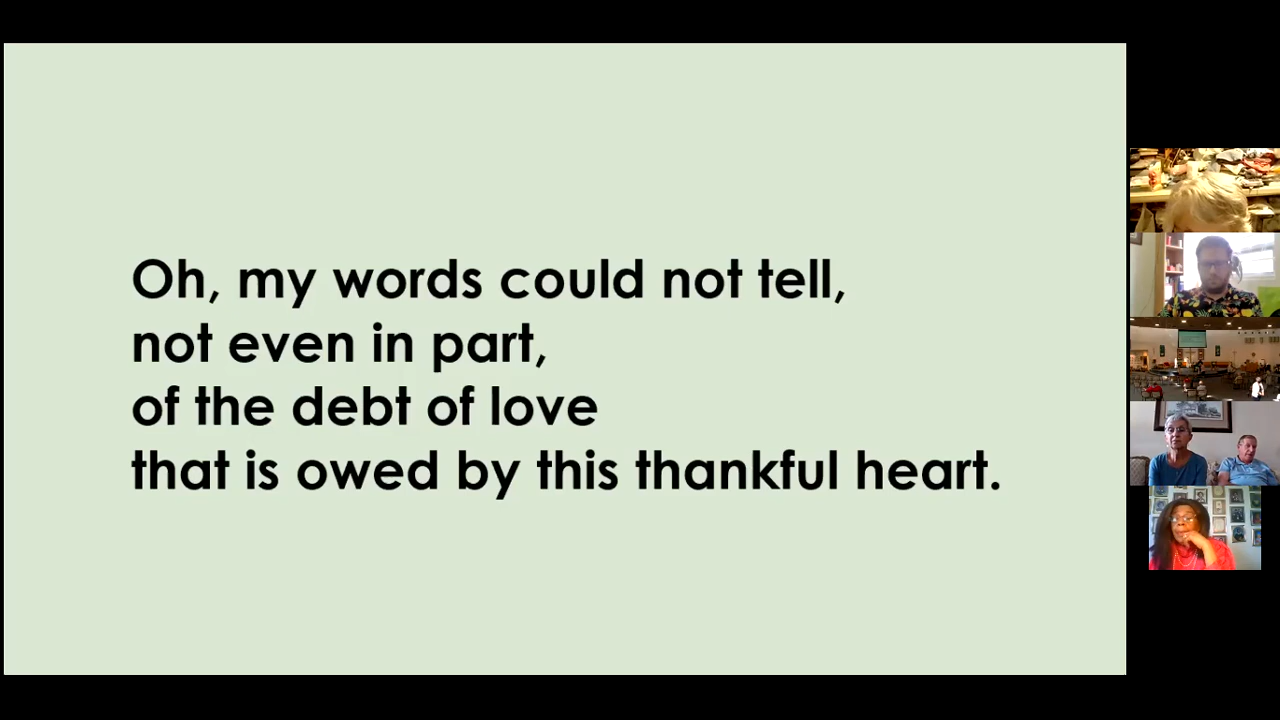 Oh, my words could not tell,
not even in part,
of the debt of love
that is owed by this thankful heart.